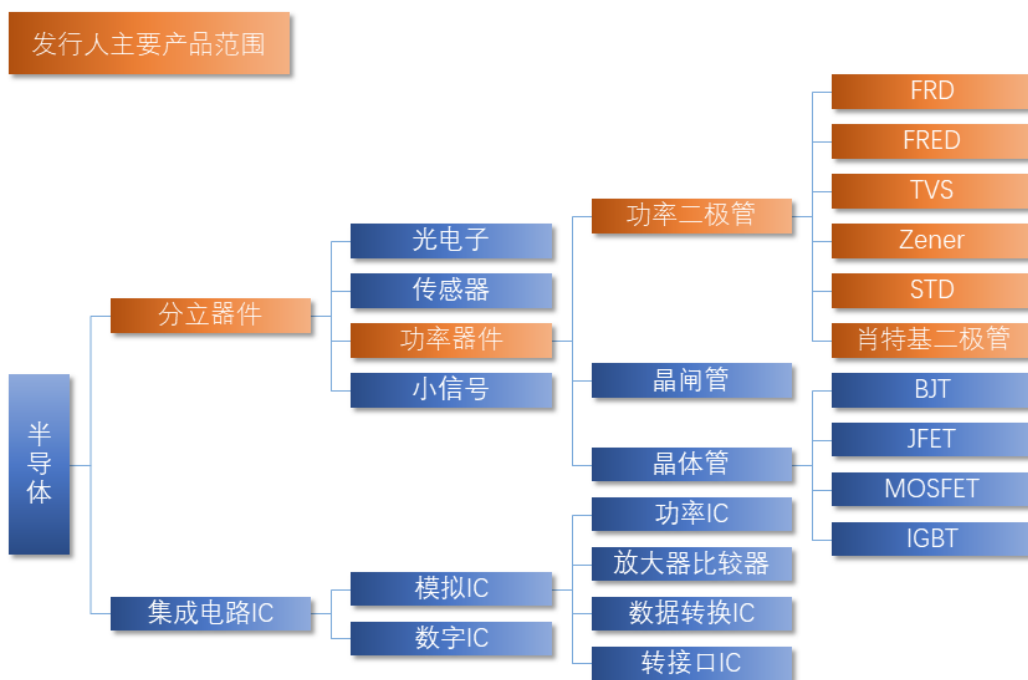 发行人主要产品范围
FRD
FRED
TVS
功率二极管
Zener
光电子
传感器
STD
分立器件
功率器件
肖特基二极管
小信号
晶闸管
BJT
半导体
JFET
晶体管
MOSFET
功率IC
IGBT
放大器比较器
模拟IC
集成电路IC
数据转换IC
数字IC
转接口IC